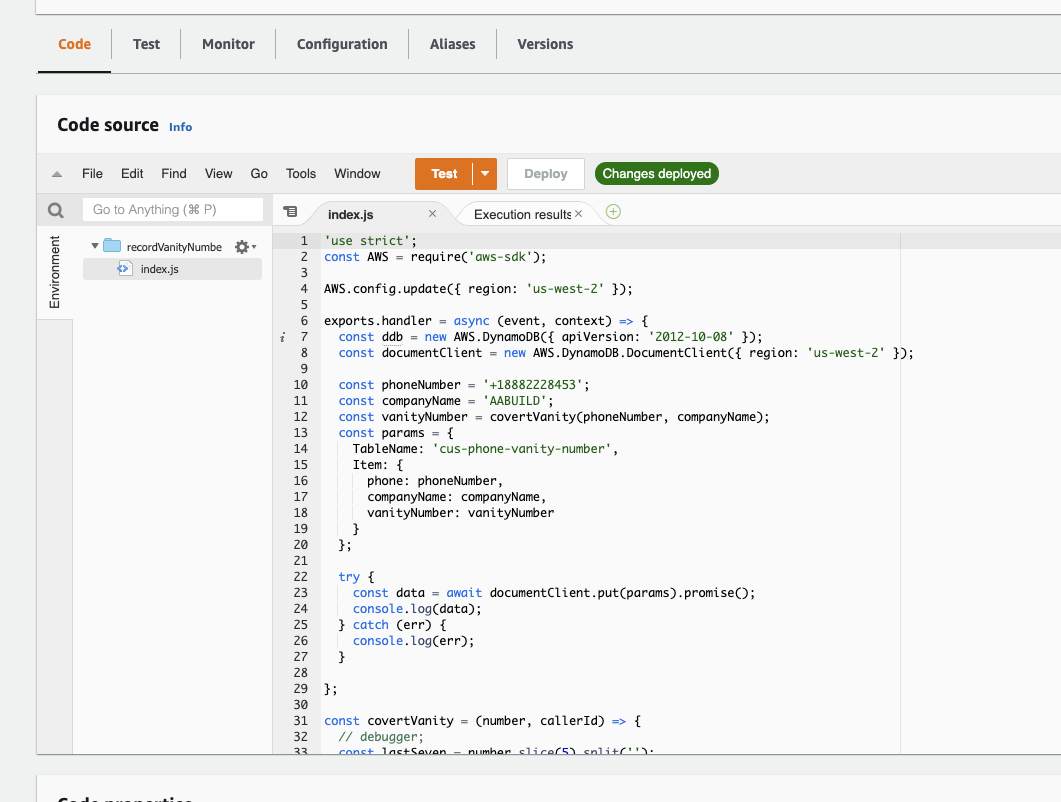 Code Test Monitor Configuration Aliases Versions
Code source Info
File Edit Find View Go Tools Window Test Deploy Changes deployed
Go to Anything (⌘ P) index.js × Execution results ×
Environment
recordVanityNumbe
index.js
1 'use strict';
2 const AWS = require('aws-sdk');
3
4 AWS.config.update({ region: 'us-west-2' });
5
6 exports.handler = async (event, context) => {
i 7 const ddb = new AWS.DynamoDB({ apiVersion: '2012-10-08' });
8 const documentClient = new AWS.DynamoDB.DocumentClient({ region: 'us-west-2' });
9
10 const phoneNumber = '+18882228453';
11 const companyName = 'AABUILD';
12 const vanityNumber = covertVanity(phoneNumber, companyName);
13 const params = {
14 TableName: 'cus-phone-vanity-number',
15 Item: {
16 phone: phoneNumber,
17 companyName: companyName,
18 vanityNumber: vanityNumber
19 }
20 };
21
22 try {
23 const data = await documentClient.put(params).promise();
24 console.log(data);
25 } catch (err) {
26 console.log(err);
27 }
28
29 };
30
31 const covertVanity = (number, callerId) => {
32 // debugger;
33 const lastSeven = number.slice(5).split('');
Code properties